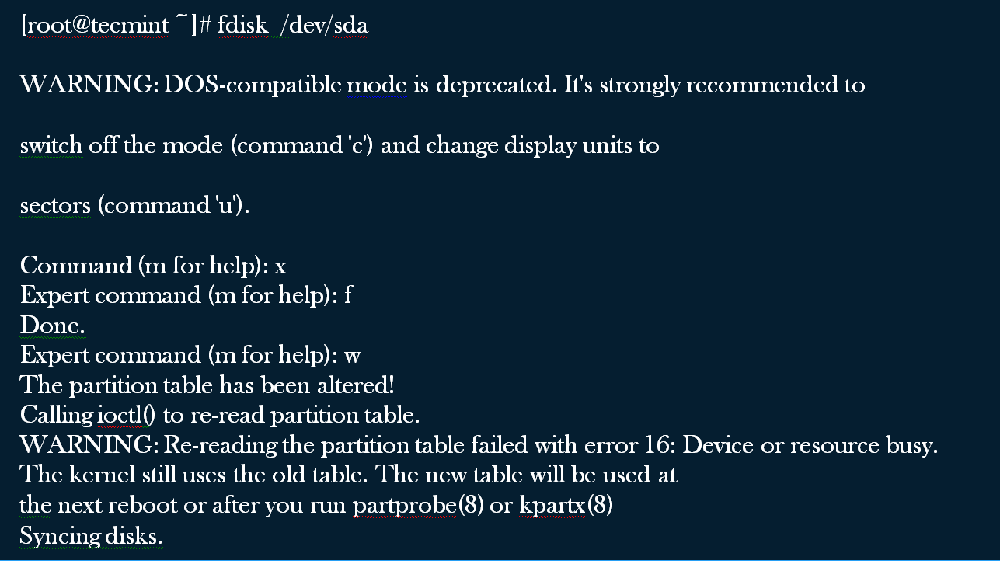 [root@tecmint ~]# fdisk  /dev/sda
WARNING: DOS-compatible mode is deprecated. It's strongly recommended to
switch off the mode (command 'c') and change display units to
sectors (command 'u').
Command (m for help): x
Expert command (m for help): f
Done.
Expert command (m for help): w
The partition table has been altered!
Calling ioctl() to re-read partition table.
WARNING: Re-reading the partition table failed with error 16: Device or resource busy.
The kernel still uses the old table. The new table will be used at
the next reboot or after you run partprobe(8) or kpartx(8)
Syncing disks.